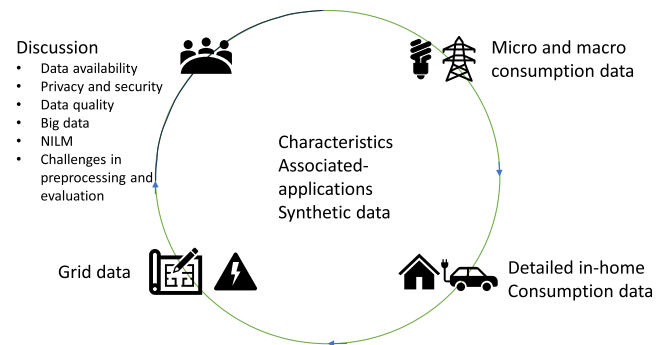 Discussion
• Data availability
• Privacy and security
• Data quality
• Big data
• NILM
• Challenges in
preprocessing and
evaluation
Micro and macro
consumption data
Characteristics
Associated-
applications
Synthetic data
Grid data
Detailed in-home
Consumption data